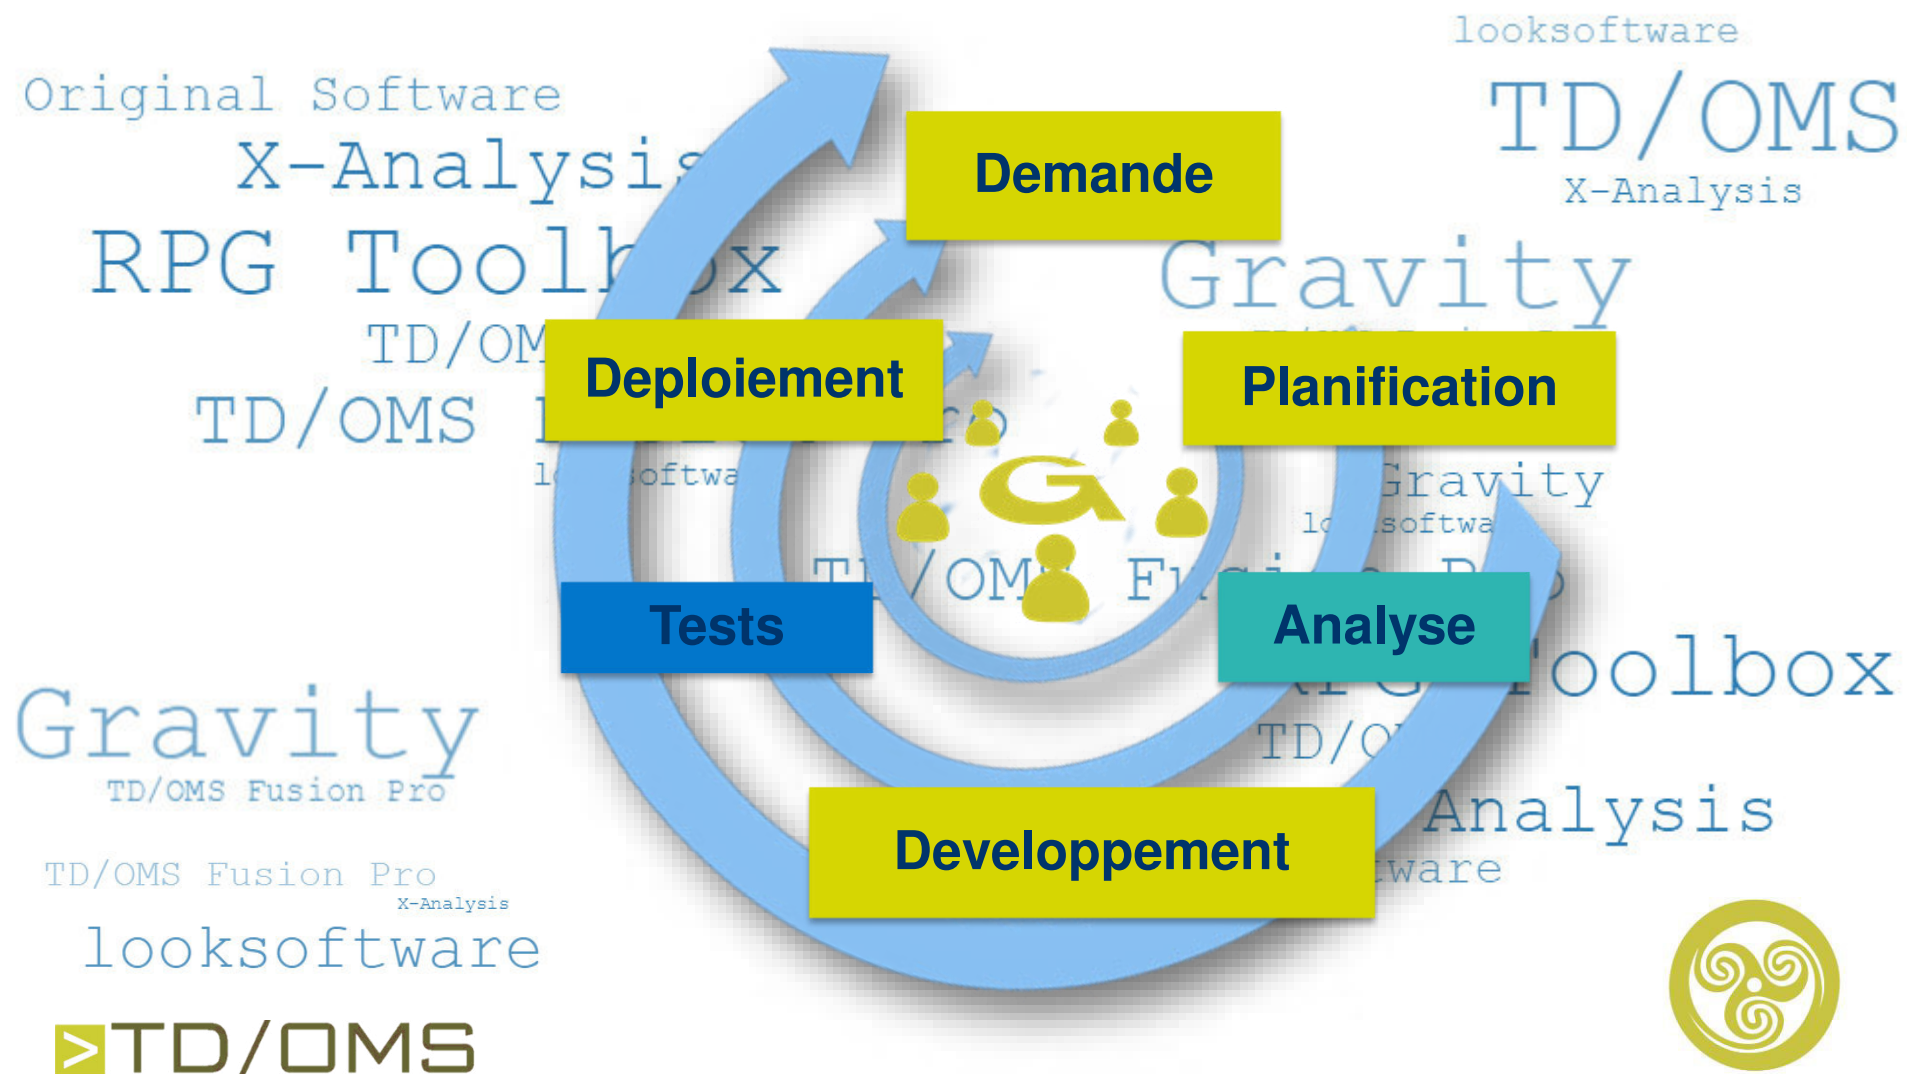 looksoftware
Original Software
TD/OMS
X-Analysis
X-Analysis
Demande
RPG
Gravity
TD/OMS
Deploiement
Planification
Gravity
Tests
Analyse
Gravity
TD/OMS Fusion Pro
Analysis
Developpement
TD/OMS Fusion Pro
X-Analysis
looksoftware
>TD/OMS